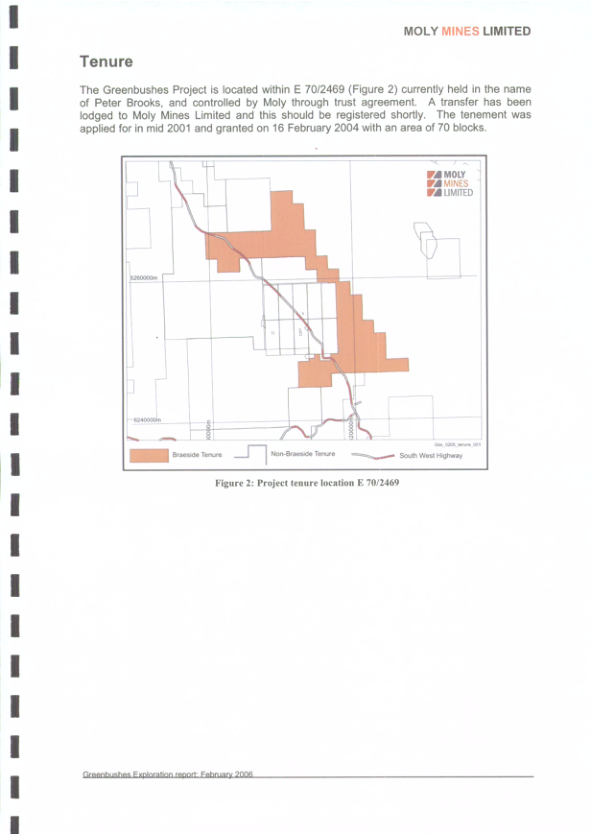 MOLY MINES LIMITED
Tenure
The Greenbushes Project is located within E 70/2469 (Figure 2) currently held in the name
of Peter Brooks, and controlled by Moly through trust agreement. A transfer has been
lodged to Moly Mines Limited and this should be registered shortly. The tenement was
applied for in mid 2001 and granted on 16 February 2004 with an area of 70 blocks.
MOLY
MINES
LIMITED
6260000m
6240000m
Braeside Tenure
Non-Braeside Tenure
South West Highway
Figure 2: Project tenure location E 70/2469
Greenbushes Exploration report: February 2006